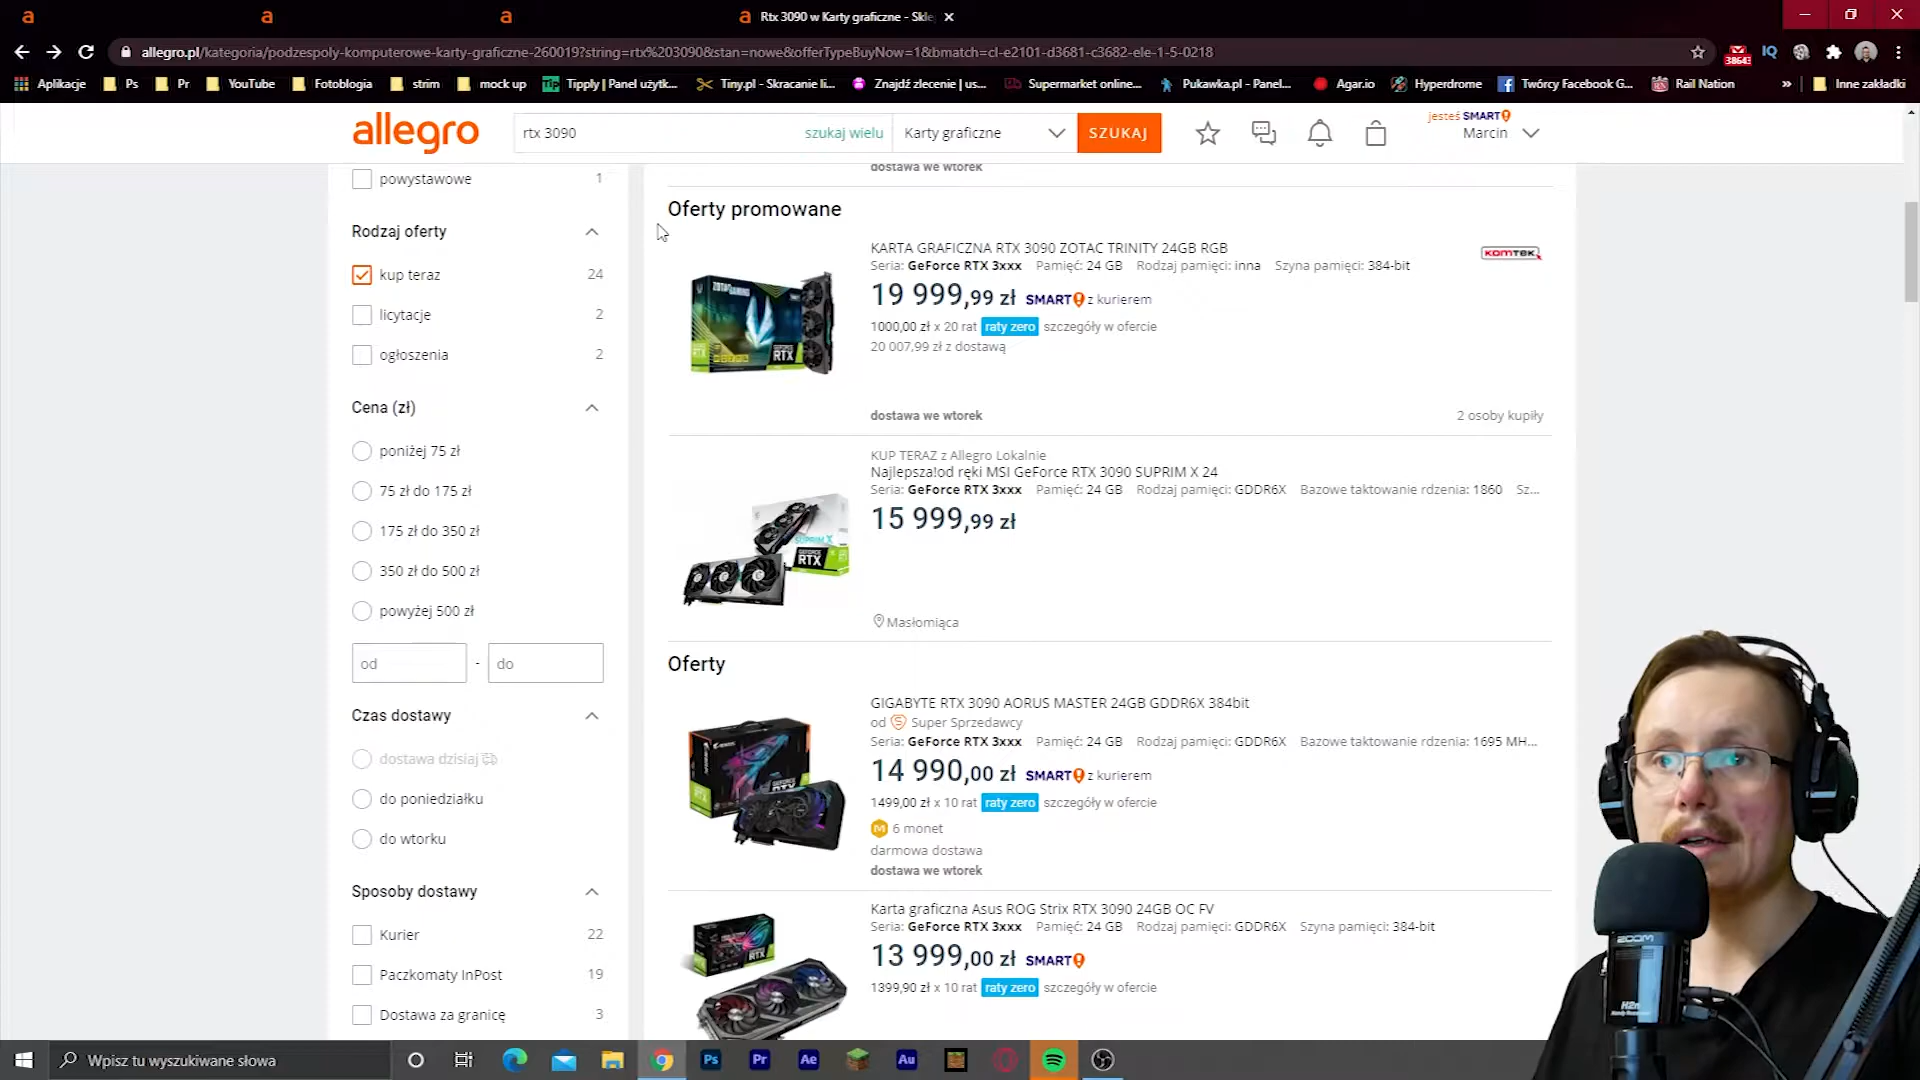 Rtx 3090 w Karty graficzne - Skle
allegro.pl/kategoria/podzespoly-komputerowe-karty-graficzne-260019?string=rtx%203090&stan=nowe&offerTypeBuyNow=1&bmatch=cl-e2101-d3681-c3682-ele-1-5-0218
38643
IQ
Aplikacje
Ps
Pr
YouTube
Fotoblogia
strim
mock up
Tip Tipply | Panel użytk...
Tiny.pl - Skracanie li...
Znajdź zlecenie | us...
Supermarket online...
Pukawka.pl - Panel...
Agar.io
Hyperdrome
Twórcy Facebook G...
Rail Nation
»
Inne zakładki
allegro
rtx 3090
szukaj wielu
Karty graficzne
SZUKAJ
jesteś SMART!
Marcin
powystawowe 1
Rodzaj oferty
kup teraz 24
licytacje 2
ogłoszenia 2
Cena (zł)
poniżej 75 zł
75 zł do 175 zł
175 zł do 350 zł
350 zł do 500 zł
powyżej 500 zł
od - do
Czas dostawy
dostawa dzisiaj
do poniedziałku
do wtorku
Sposoby dostawy
Kurier 22
Paczkomaty InPost 19
Dostawa za granicę 3
dostawa we wtorek
Oferty promowane
KARTA GRAFICZNA RTX 3090 ZOTAC TRINITY 24GB RGB
KOMTEK
Seria: GeForce RTX 3xxx Pamięć: 24 GB Rodzaj pamięci: inna Szyna pamięci: 384-bit
19 999,99 zł SMART! z kurierem
1000,00 zł x 20 rat raty zero szczegóły w ofercie
20 007,99 zł z dostawą
dostawa we wtorek
2 osoby kupiły
KUP TERAZ z Allegro Lokalnie
Najlepsza!od ręki MSI GeForce RTX 3090 SUPRIM X 24
Seria: GeForce RTX 3xxx Pamięć: 24 GB Rodzaj pamięci: GDDR6X Bazowe taktowanie rdzenia: 1860 Sz...
15 999,99 zł
Masłomiąca
Oferty
GIGABYTE RTX 3090 AORUS MASTER 24GB GDDR6X 384bit
od Super Sprzedawcy
Seria: GeForce RTX 3xxx Pamięć: 24 GB Rodzaj pamięci: GDDR6X Bazowe taktowanie rdzenia: 1695 MH...
14 990,00 zł SMART! z kurierem
1499,00 zł x 10 rat raty zero szczegóły w ofercie
M 6 monet
darmowa dostawa
dostawa we wtorek
Karta graficzna Asus ROG Strix RTX 3090 24GB OC FV
Seria: GeForce RTX 3xxx Pamięć: 24 GB Rodzaj pamięci: GDDR6X Szyna pamięci: 384-bit
13 999,00 zł SMART!
1399,90 zł x 10 rat raty zero szczegóły w ofercie
ZOTAC GAMING
RTX
SUPRIM X
RTX
RTX
ZOOM
H2n
Wpisz tu wyszukiwane słowa
Ps
Pr
Ae
Au